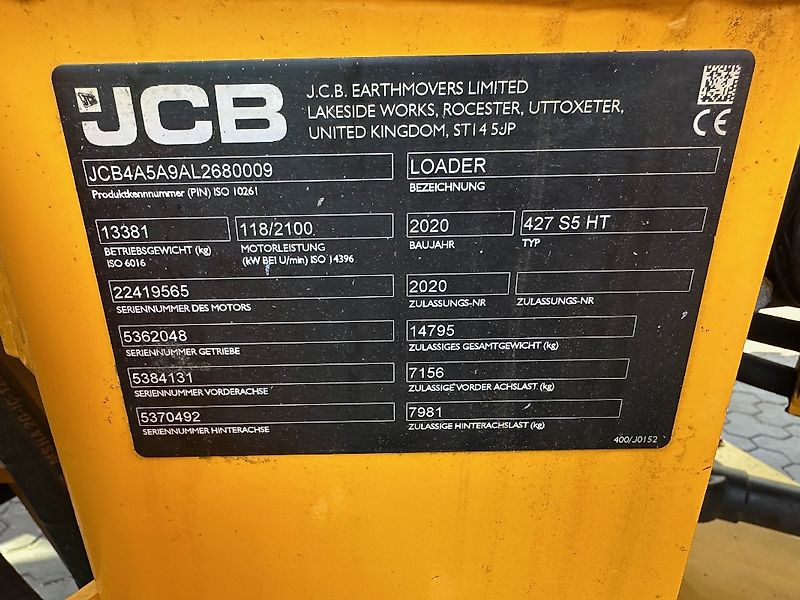 JCB
J.C.B. EARTHMOVERS LIMITED
LAKESIDE WORKS, ROCESTER, UTTOXETER,
UNITED KINGDOM, ST14 5JP
CE
JCB4A5A9AL2680009
Produktkennnummer (PIN) ISO 10261
LOADER
BEZEICHNUNG
13381
BETRIEBSGEWICHT (kg)
ISO 6016
118/2100
MOTORLEISTUNG
(kW BEI U/min) ISO 14396
2020
BAUJAHR
427 S5 HT
TYP
22419565
SERIENNUMMER DES MOTORS
2020
ZULASSUNGS-NR
ZULASSUNGS-NR
5362048
SERIENNUMMER GETRIEBE
14795
ZULÄSSIGES GESAMTGEWICHT (kg)
5384131
SERIENNUMMER VORDERACHSE
7156
ZULÄSSIGE VORDER ACHSLAST (kg)
5370492
SERIENNUMMER HINTERACHSE
7981
ZULÄSSIGE HINTERACHSLAST (kg)
400/J0152